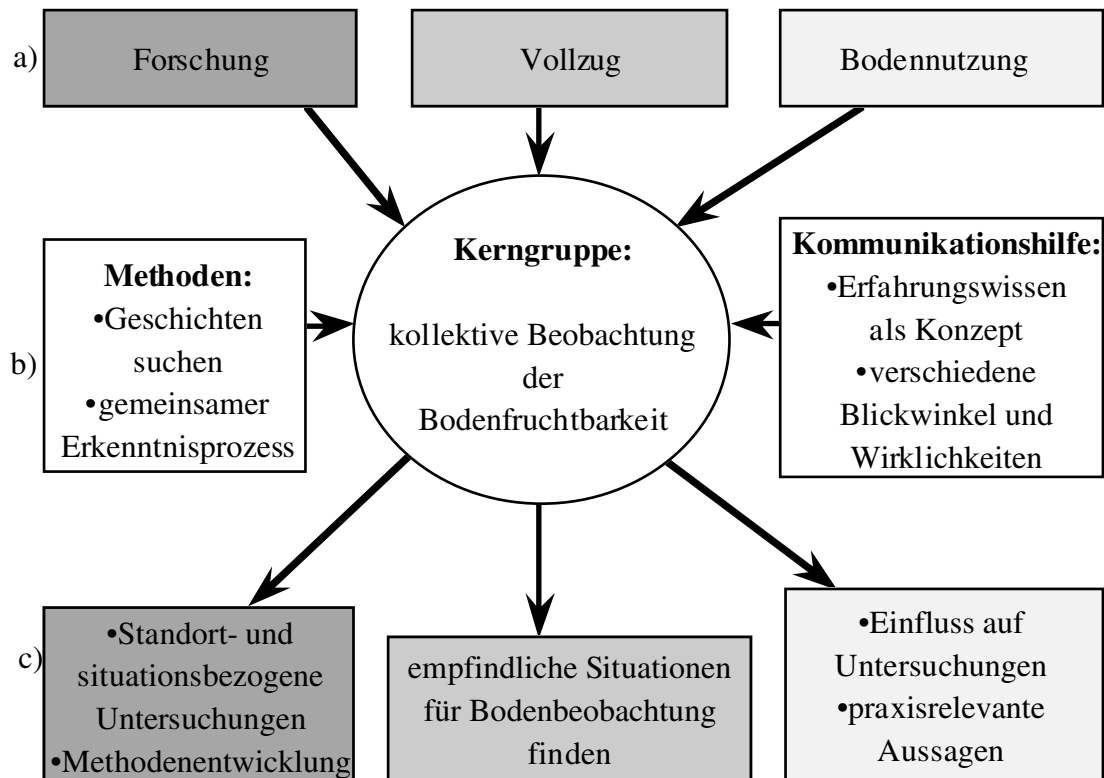 a)
Forschung
Vollzug
Bodennutzung
b)
Methoden:
•Geschichten
suchen
•gemeinsamer
Erkenntnisprozess
Kerngruppe:
kollektive Beobachtung
der
Bodenfruchtbarkeit
Kommunikationshilfe:
•Erfahrungswissen
als Konzept
•verschiedene
Blickwinkel und
Wirklichkeiten
c)
•Standort- und
situationsbezogene
Untersuchungen
•Methodenentwicklung
empfindliche Situationen
für Bodenbeobachtung
finden
•Einfluss auf
Untersuchungen
•praxisrelevante
Aussagen